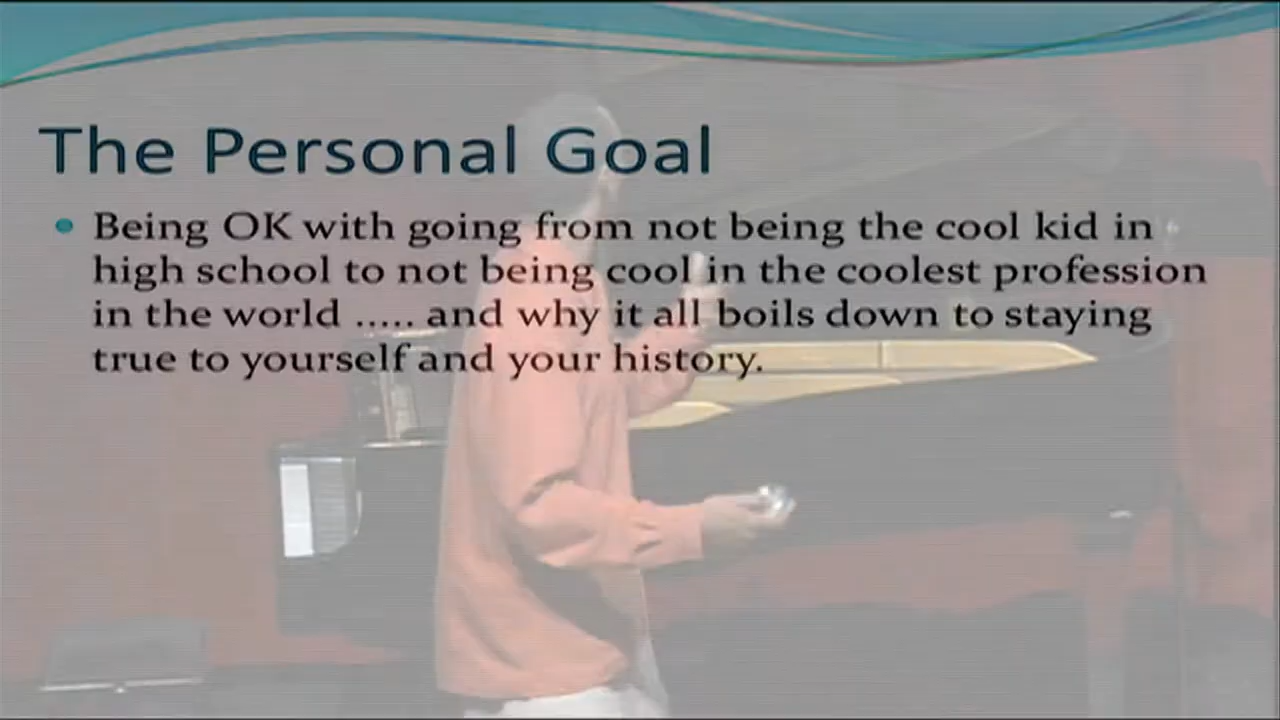 The Personal Goal
Being OK with going from not being the cool kid in
high school to not being cool in the coolest profession
in the world ..... and why it all boils down to staying
true to yourself and your history.